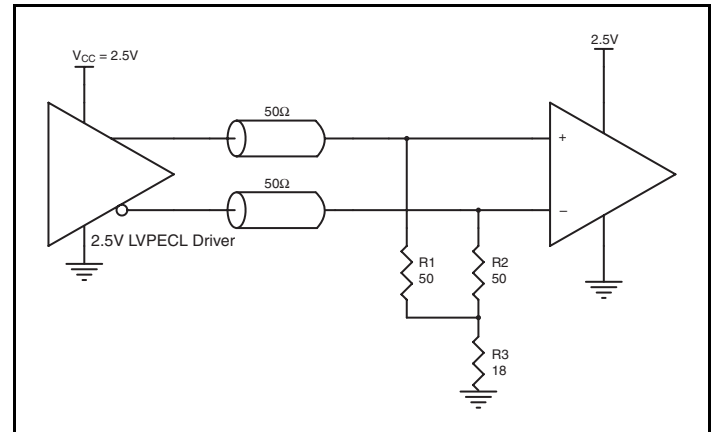 2.5V
V_CC = 2.5V
50Ω
+
50Ω
–
2.5V LVPECL Driver
R1
50
R2
50
R3
18